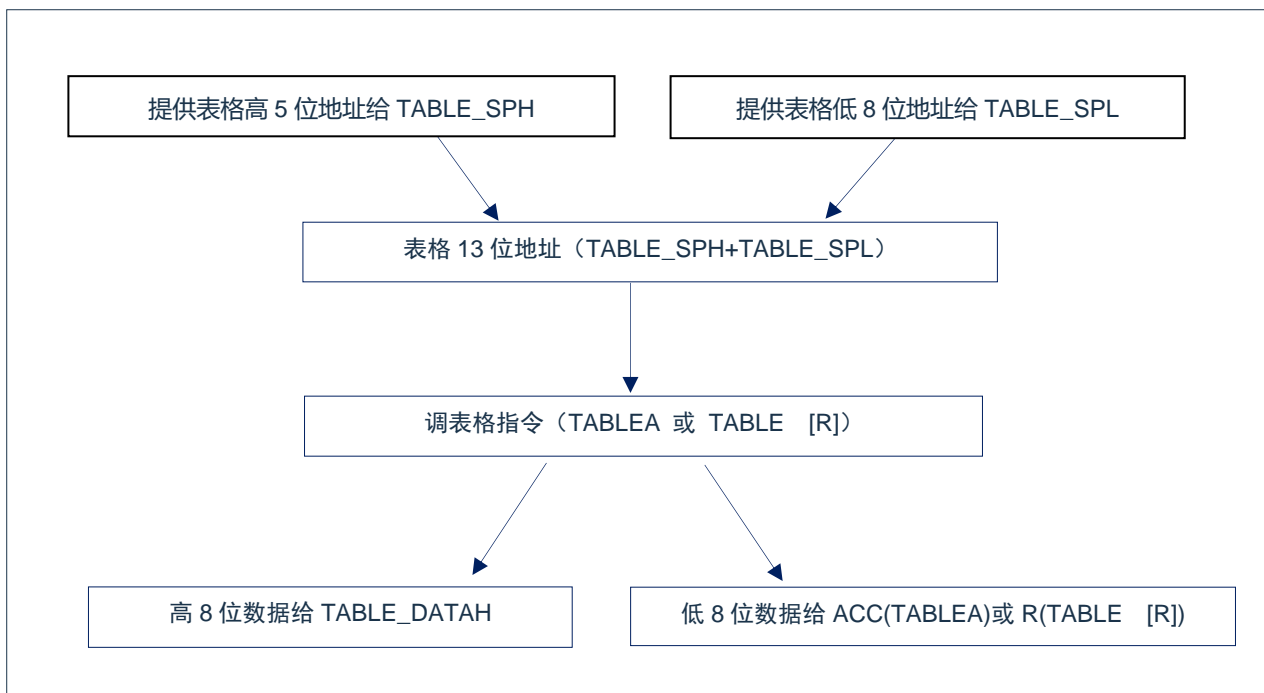 提供表格高 5 位地址给 TABLE_SPH
提供表格低 8 位地址给 TABLE_SPL
表格 13 位地址（TABLE_SPH+TABLE_SPL）
调表格指令（TABLEA 或 TABLE [R]）
高 8 位数据给 TABLE_DATAH
低 8 位数据给 ACC(TABLEA)或 R(TABLE [R])